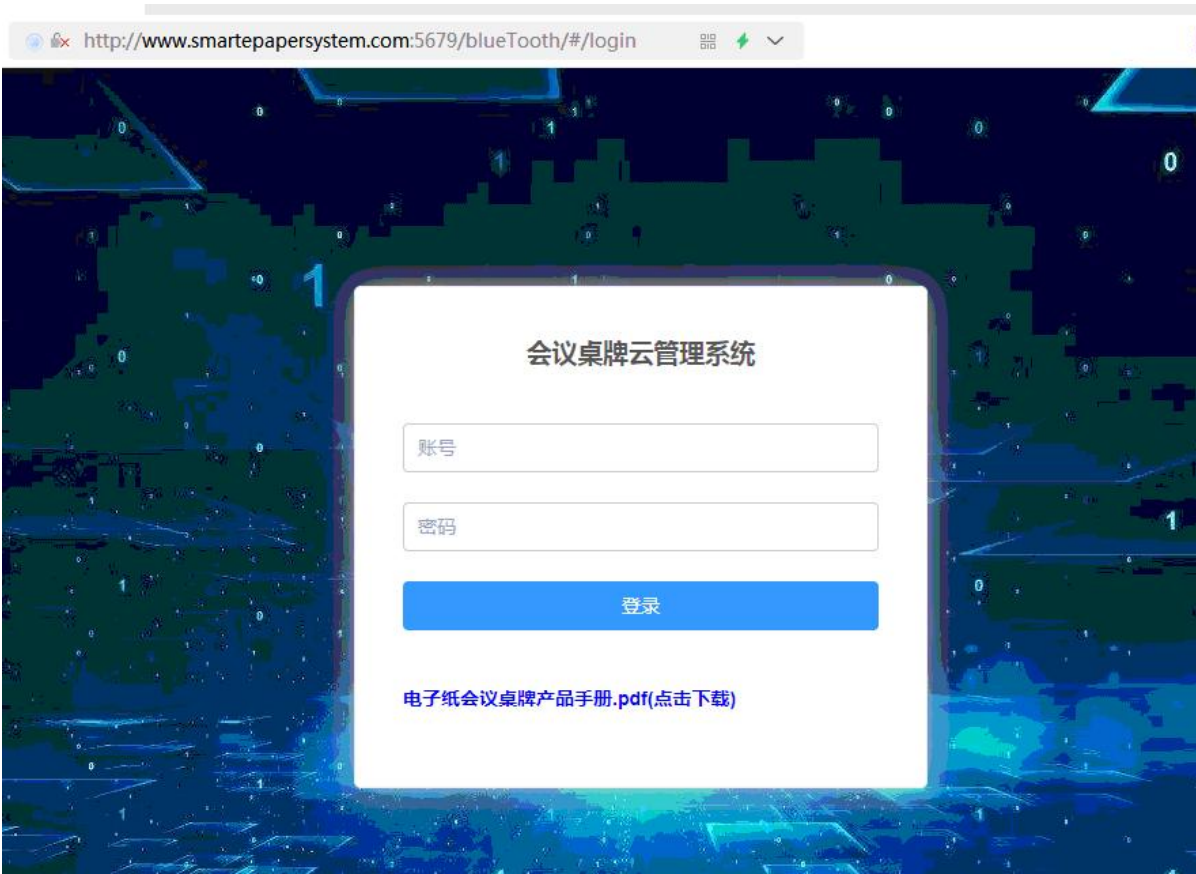 http://www.smartepapersystem.com:5679/blueTooth/#/login
会议桌牌云管理系统
账号
密码
登录
电子纸会议桌牌产品手册.pdf(点击下载)